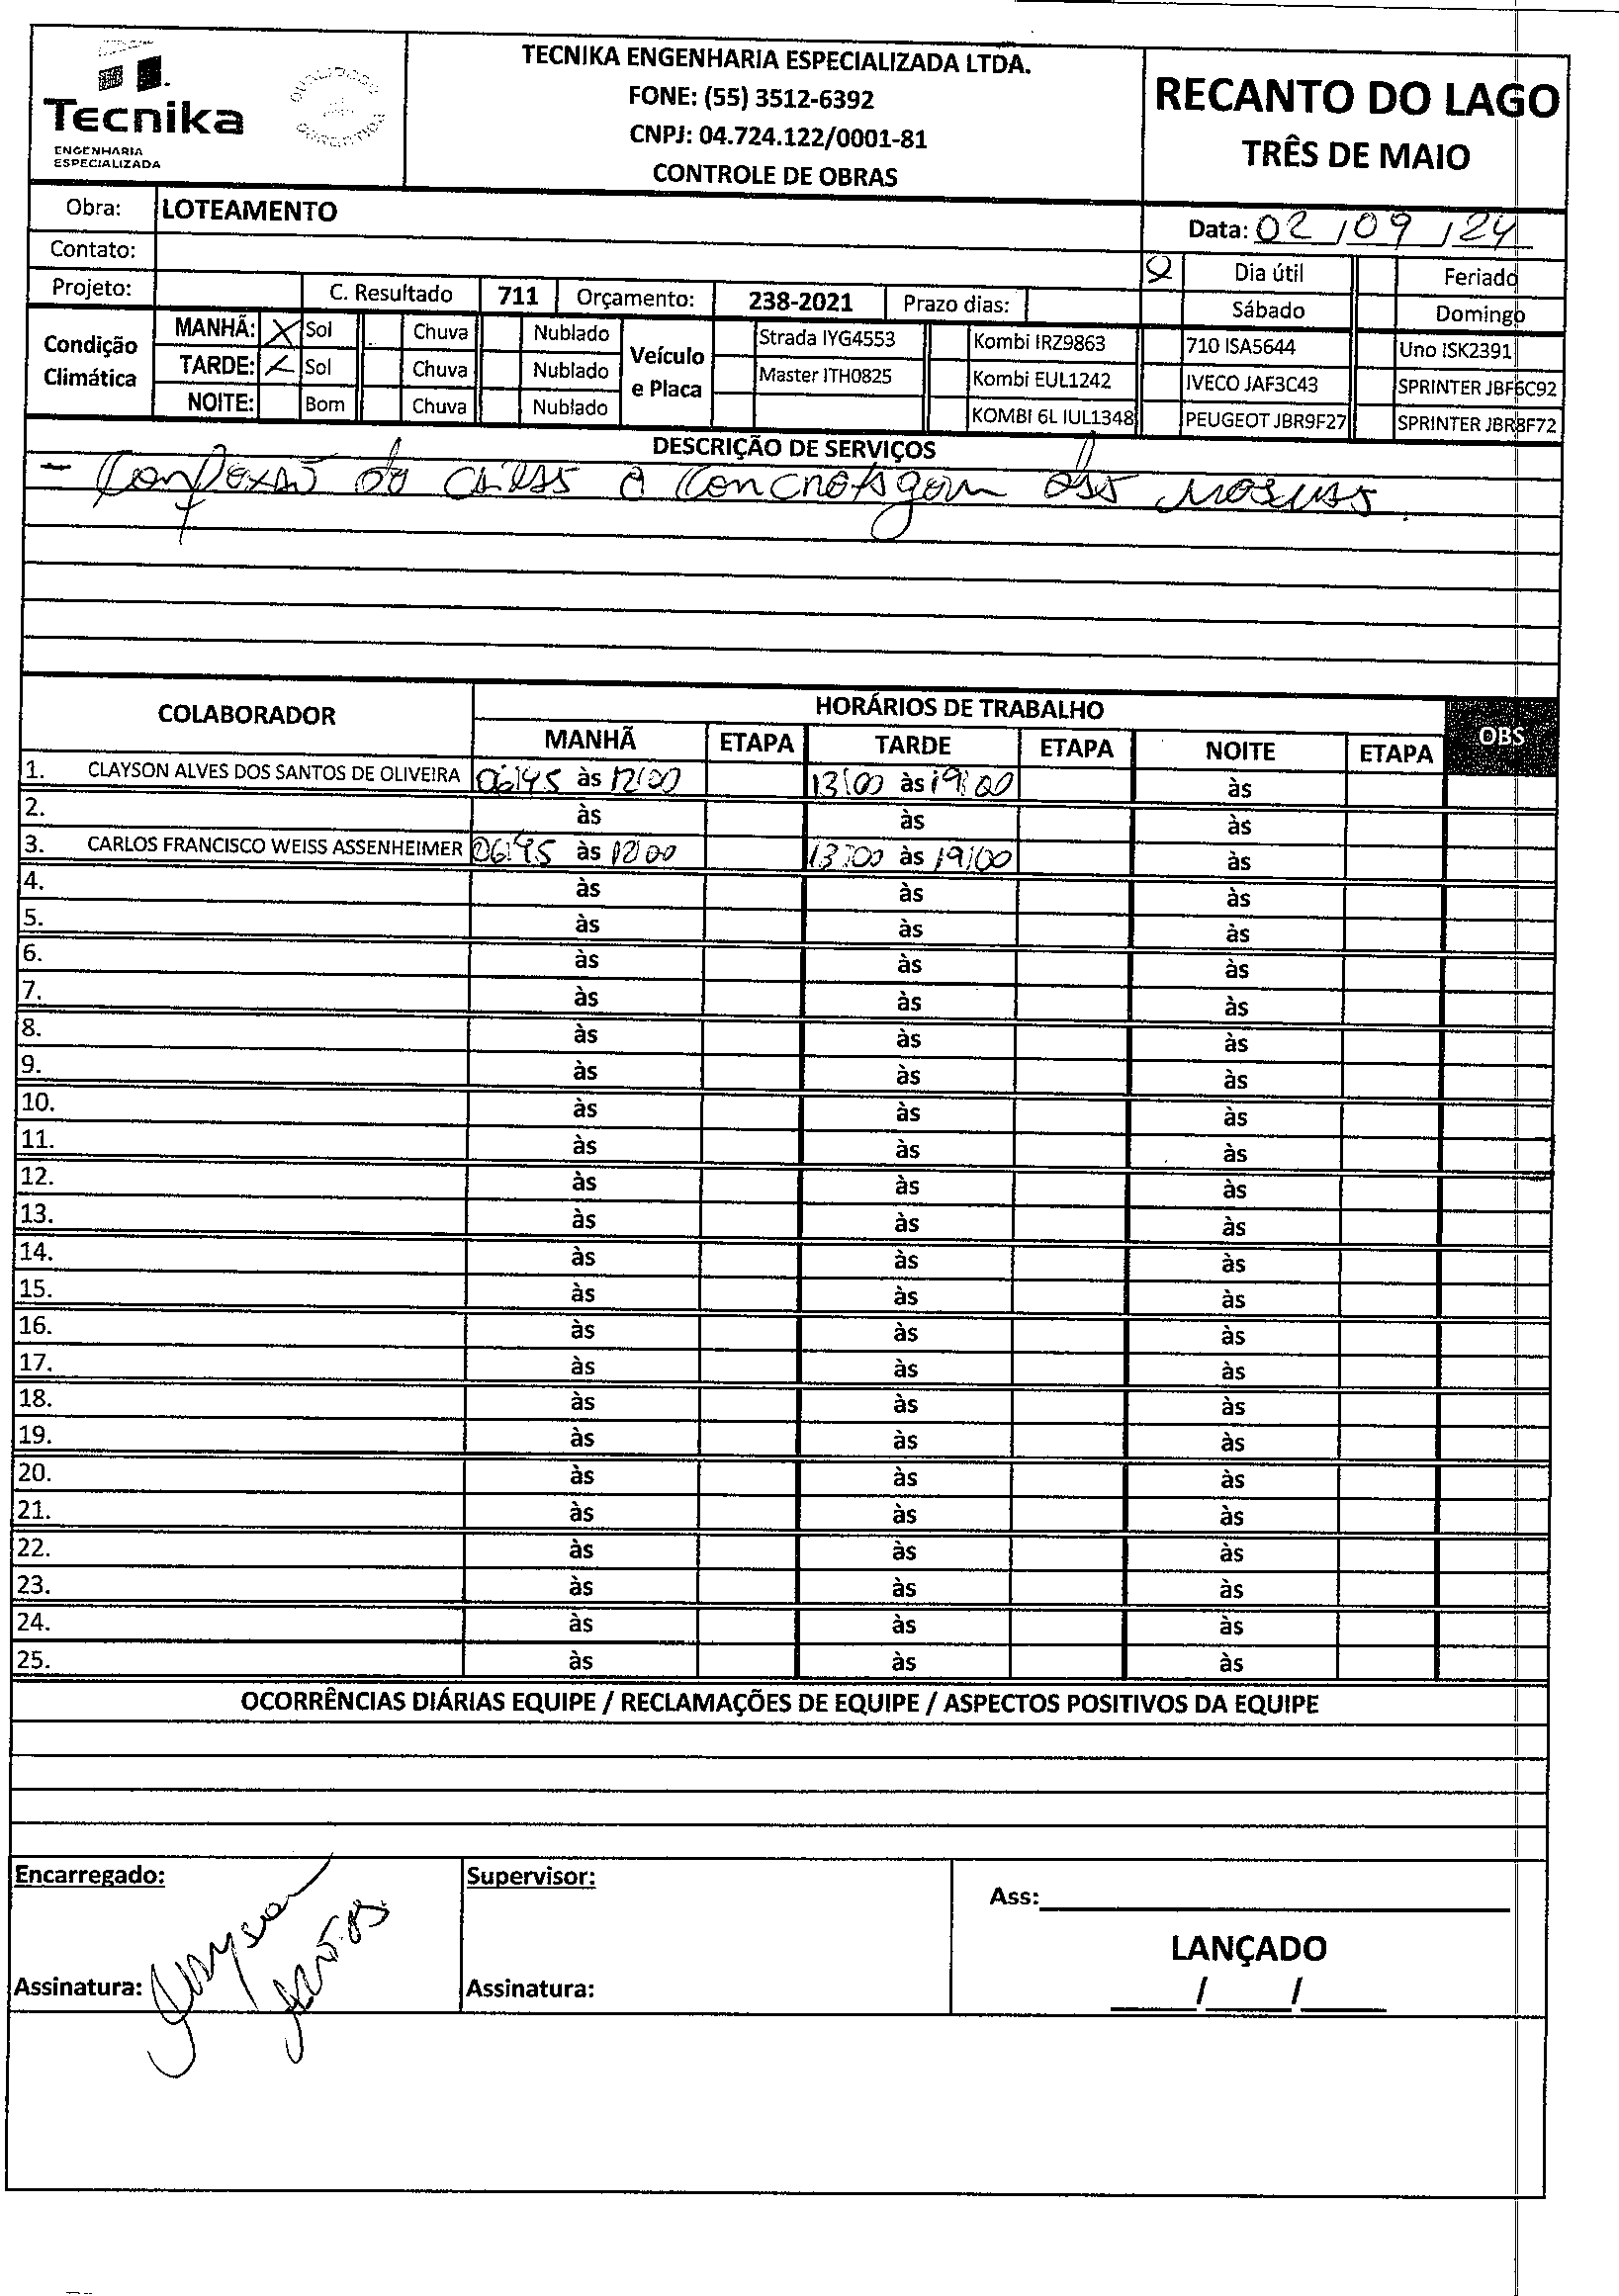 Tecnika
ENGENHARIA
ESPECIALIZADA
TECNIKA ENGENHARIA ESPECIALIZADA LTDA.
FONE: (55) 3512-6392
CNPJ: 04.724.122/0001-81
CONTROLE DE OBRAS
RECANTO DO LAGO
TRÊS DE MAIO
Obra: LOTEAMENTO
Data: 02/09/24
Contato:
Dia útil Feriado
Projeto: C. Resultado 711 Orçamento: 238-2021 Prazo dias:
Sábado Domingo
Condição Climática
MANHÃ: X Sol Chuva Nublado
TARDE: X Sol Chuva Nublado
NOITE: Bom Chuva Nublado
Veículo e Placa
Strada IYG4553 Kombi IRZ9863 710 ISA5644 Uno ISK2391
Master ITH0825 Kombi EUL1242 IVECO JAF3C43 SPRINTER JBF6C92
KOMBI 6L IUL1348 PEUGEOT JBR9F27 SPRINTER JBR8F72
DESCRIÇÃO DE SERVIÇOS
- Confexsão de caixas e concretagem das mesmas.
COLABORADOR HORÁRIOS DE TRABALHO OBS
MANHÃ ETAPA TARDE ETAPA NOITE ETAPA
1. CLAYSON ALVES DOS SANTOS DE OLIVEIRA 06:45 às 12:00 13:00 às 19:00 às
2. às às às
3. CARLOS FRANCISCO WEISS ASSENHEIMER 06:45 às 12:00 13:00 às 19:00 às
4. às às às
5. às às às
6. às às às
7. às às às
8. às às às
9. às às às
10. às às às
11. às às às
12. às às às
13. às às às
14. às às às
15. às às às
16. às às às
17. às às às
18. às às às
19. às às às
20. às às às
21. às às às
22. às às às
23. às às às
24. às às às
25. às às às
OCORRÊNCIAS DIÁRIAS EQUIPE / RECLAMAÇÕES DE EQUIPE / ASPECTOS POSITIVOS DA EQUIPE
Encarregado:
Supervisor:
Ass:
LANÇADO
Assinatura: Clayson
Assinatura:
/ /